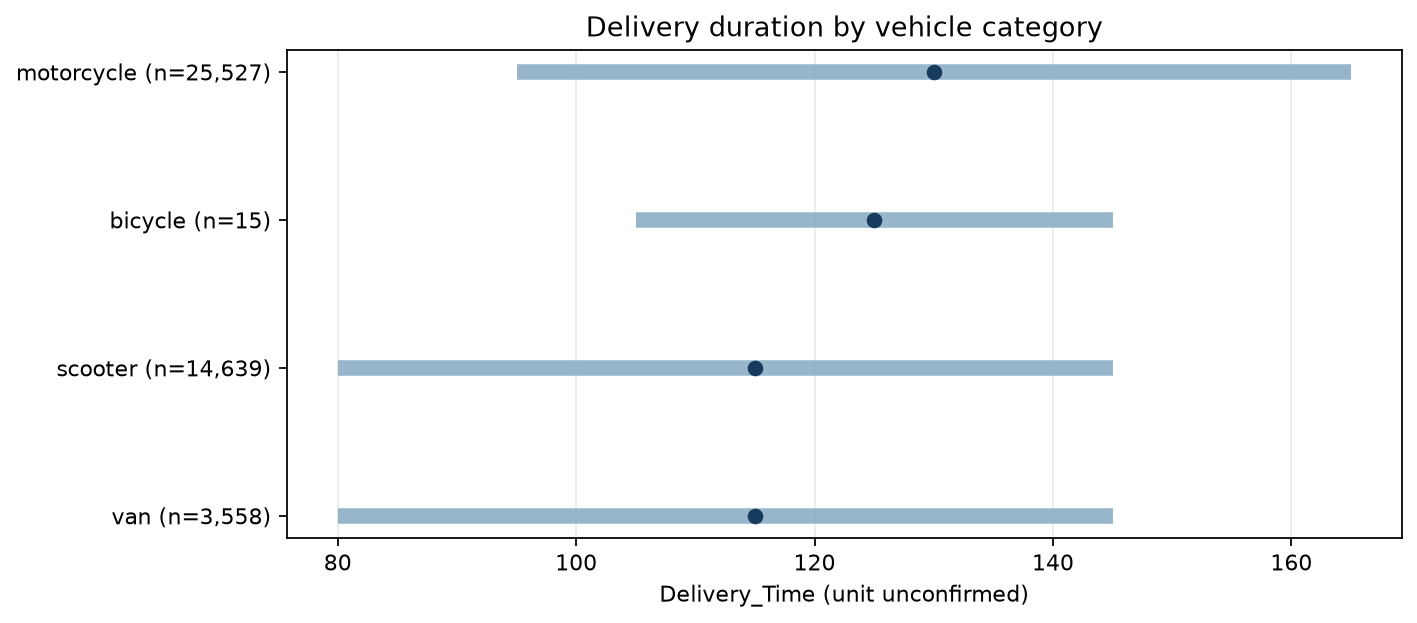 Delivery duration by vehicle category
motorcycle (n=25,527)
bicycle (n=15)
scooter (n=14,639)
van (n=3,558)
80 100 120 140 160
Delivery_Time (unit unconfirmed)